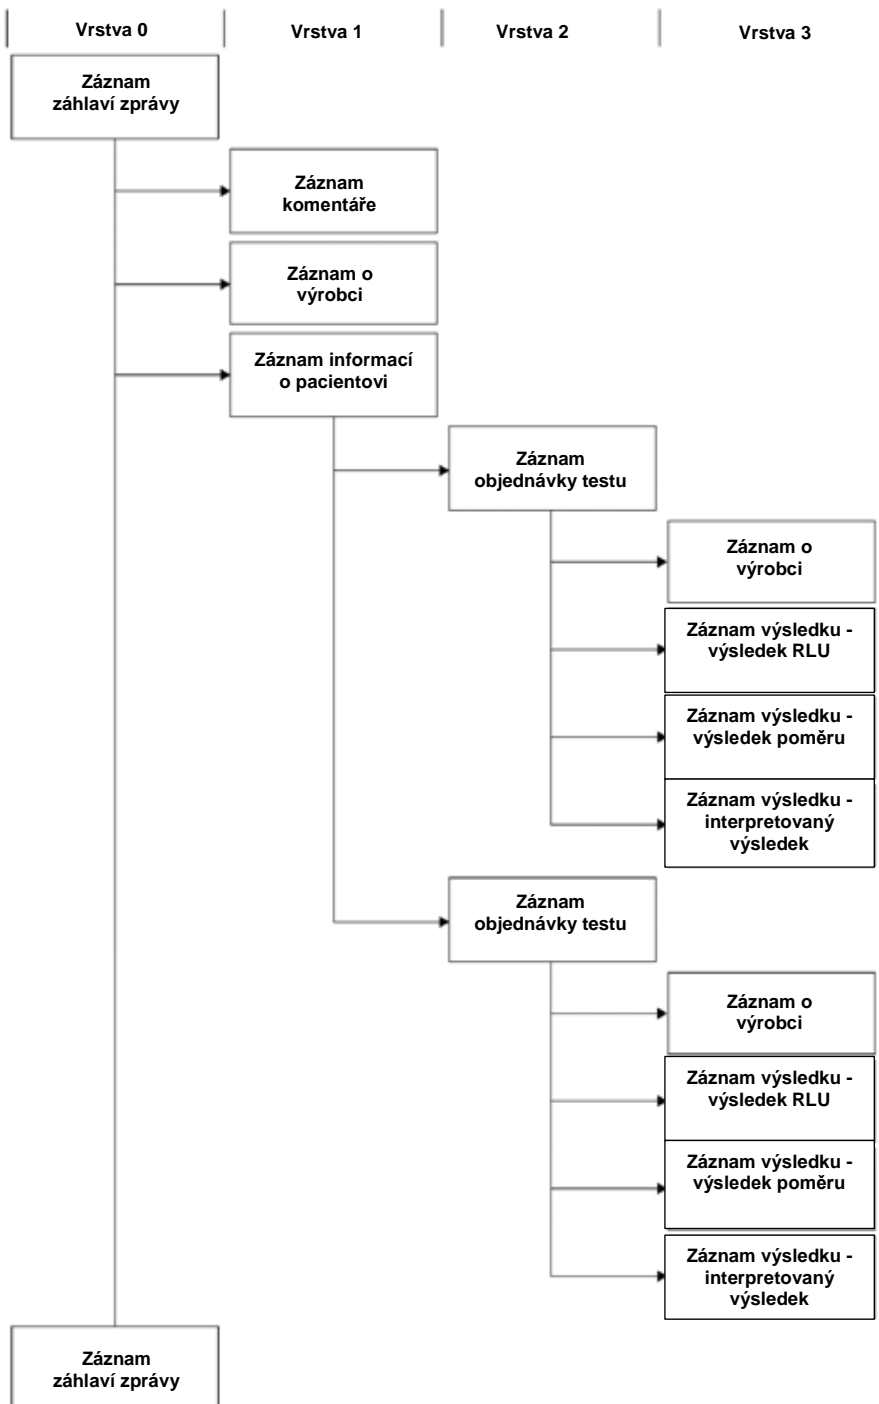 Vrstva 0 Vrstva 1 Vrstva 2 Vrstva 3
Záznam
záhlaví zprávy
Záznam
komentáře
Záznam o
výrobci
Záznam informací
o pacientovi
Záznam
objednávky testu
Záznam o
výrobci
Záznam výsledku -
výsledek RLU
Záznam výsledku -
výsledek poměru
Záznam výsledku -
interpretovaný
výsledek
Záznam
objednávky testu
Záznam o
výrobci
Záznam výsledku -
výsledek RLU
Záznam výsledku -
výsledek poměru
Záznam výsledku -
interpretovaný
výsledek
Záznam
záhlaví zprávy